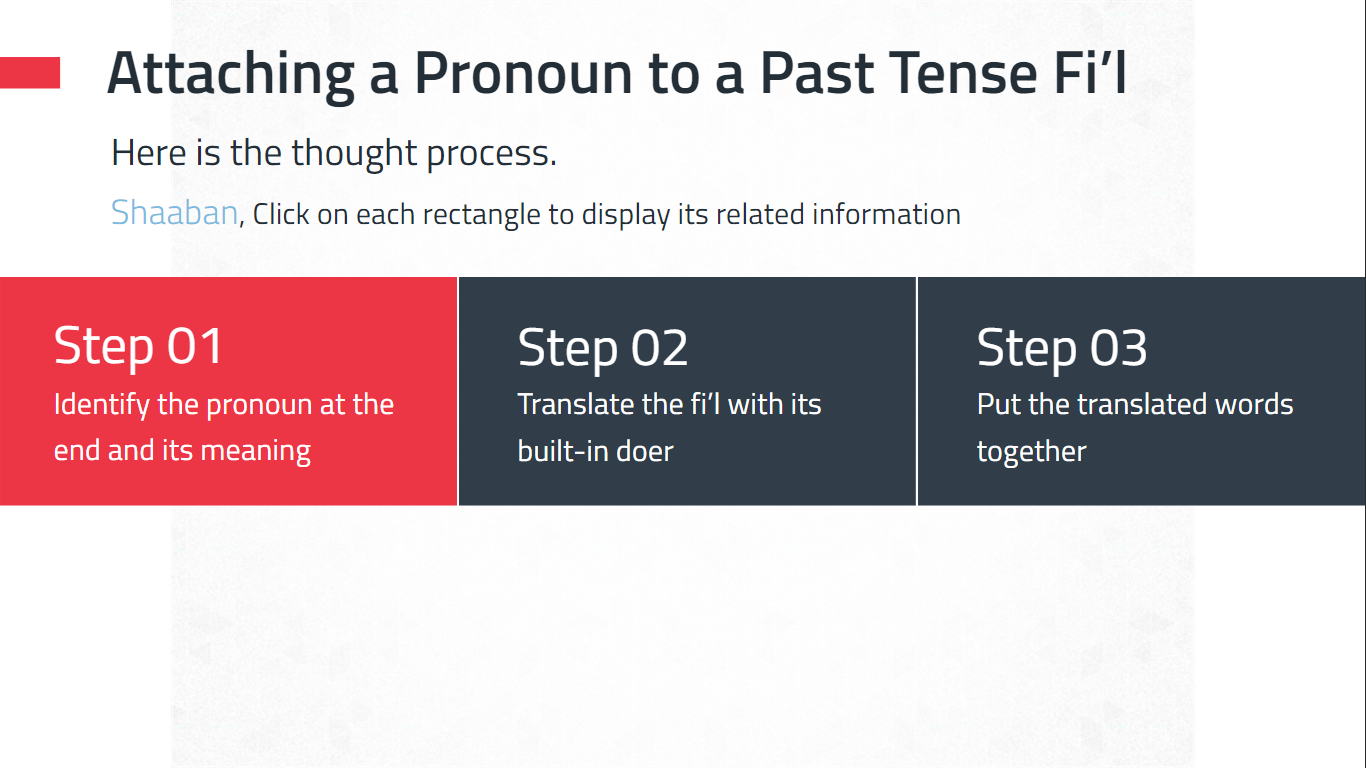 Attaching a Pronoun to a Past Tense Fi’l
Here is the thought process.
Shaaban, Click on each rectangle to display its related information
Step 01
Identify the pronoun at the
end and its meaning
Step 02
Translate the fi’l with its
built-in doer
Step 03
Put the translated words
together